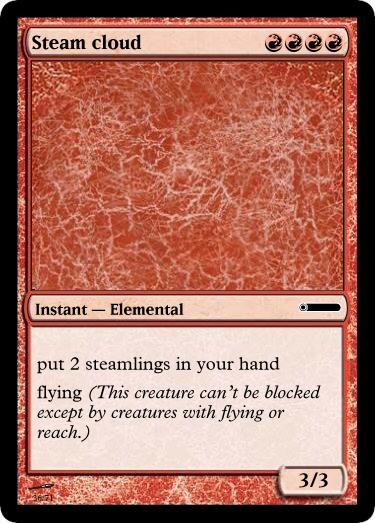 Steam cloud
Instant — Elemental
put 2 steamlings in your hand
flying (This creature can't be blocked
except by creatures with flying or
reach.)
3/3